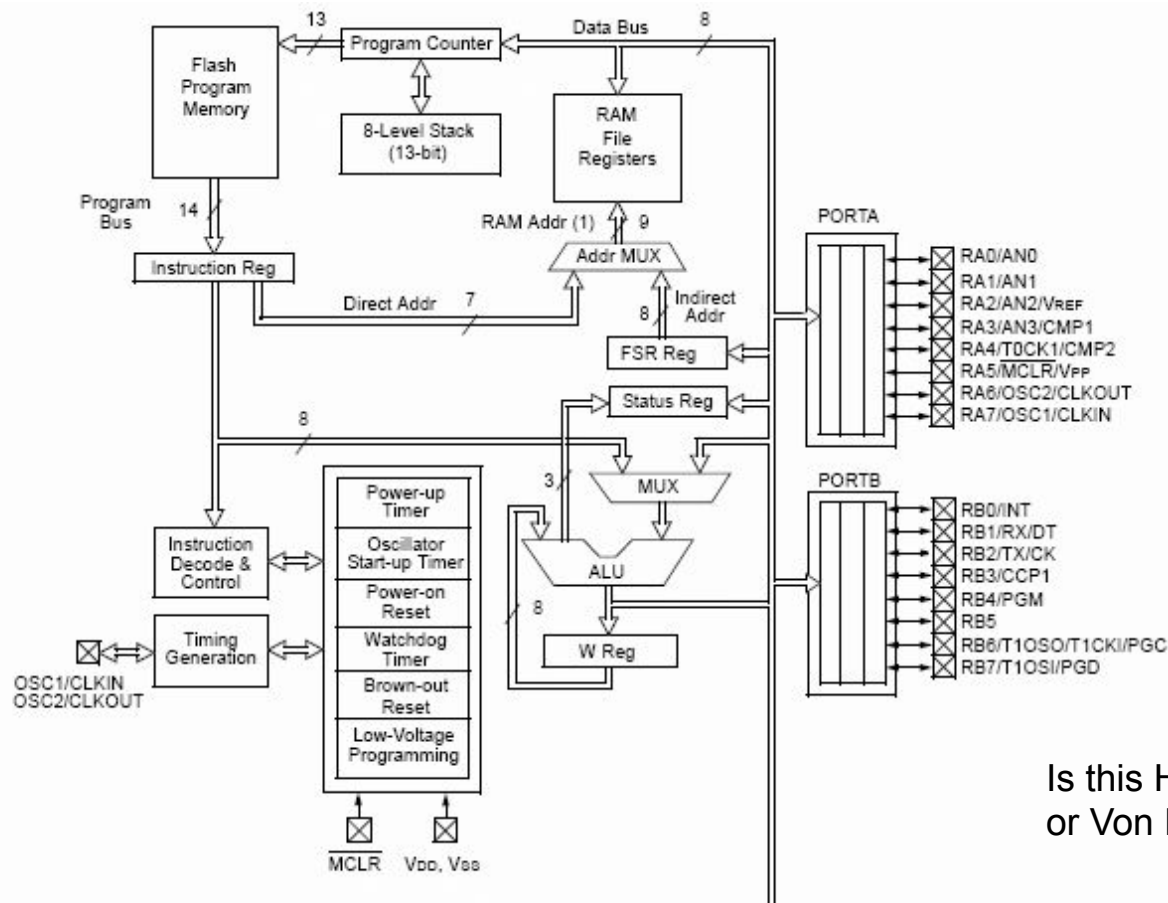 13
Data Bus
8
Flash
Program
Memory
Program Counter
8-Level Stack
(13-bit)
RAM
File
Registers
Program
Bus
14
RAM Addr (1)
9
Addr MUX
Instruction Reg
Direct Addr
7
8
Indirect
Addr
FSR Reg
Status Reg
8
3
MUX
ALU
8
W Reg
Instruction
Decode &
Control
Timing
Generation
OSC1/CLKIN
OSC2/CLKOUT
Power-up
Timer
Oscillator
Start-up Timer
Power-on
Reset
Watchdog
Timer
Brown-out
Reset
Low-Voltage
Programming
MCLR
VDD, VSS
PORTA
RA0/AN0
RA1/AN1
RA2/AN2/VREF
RA3/AN3/CMP1
RA4/T0CK1/CMP2
RA5/MCLR/VPP
RA6/OSC2/CLKOUT
RA7/OSC1/CLKIN
PORTB
RB0/INT
RB1/RX/DT
RB2/TX/CK
RB3/CCP1
RB4/PGM
RB5
RB6/T1OSO/T1CKI/PGC
RB7/T1OSI/PGD
Is this
or Von